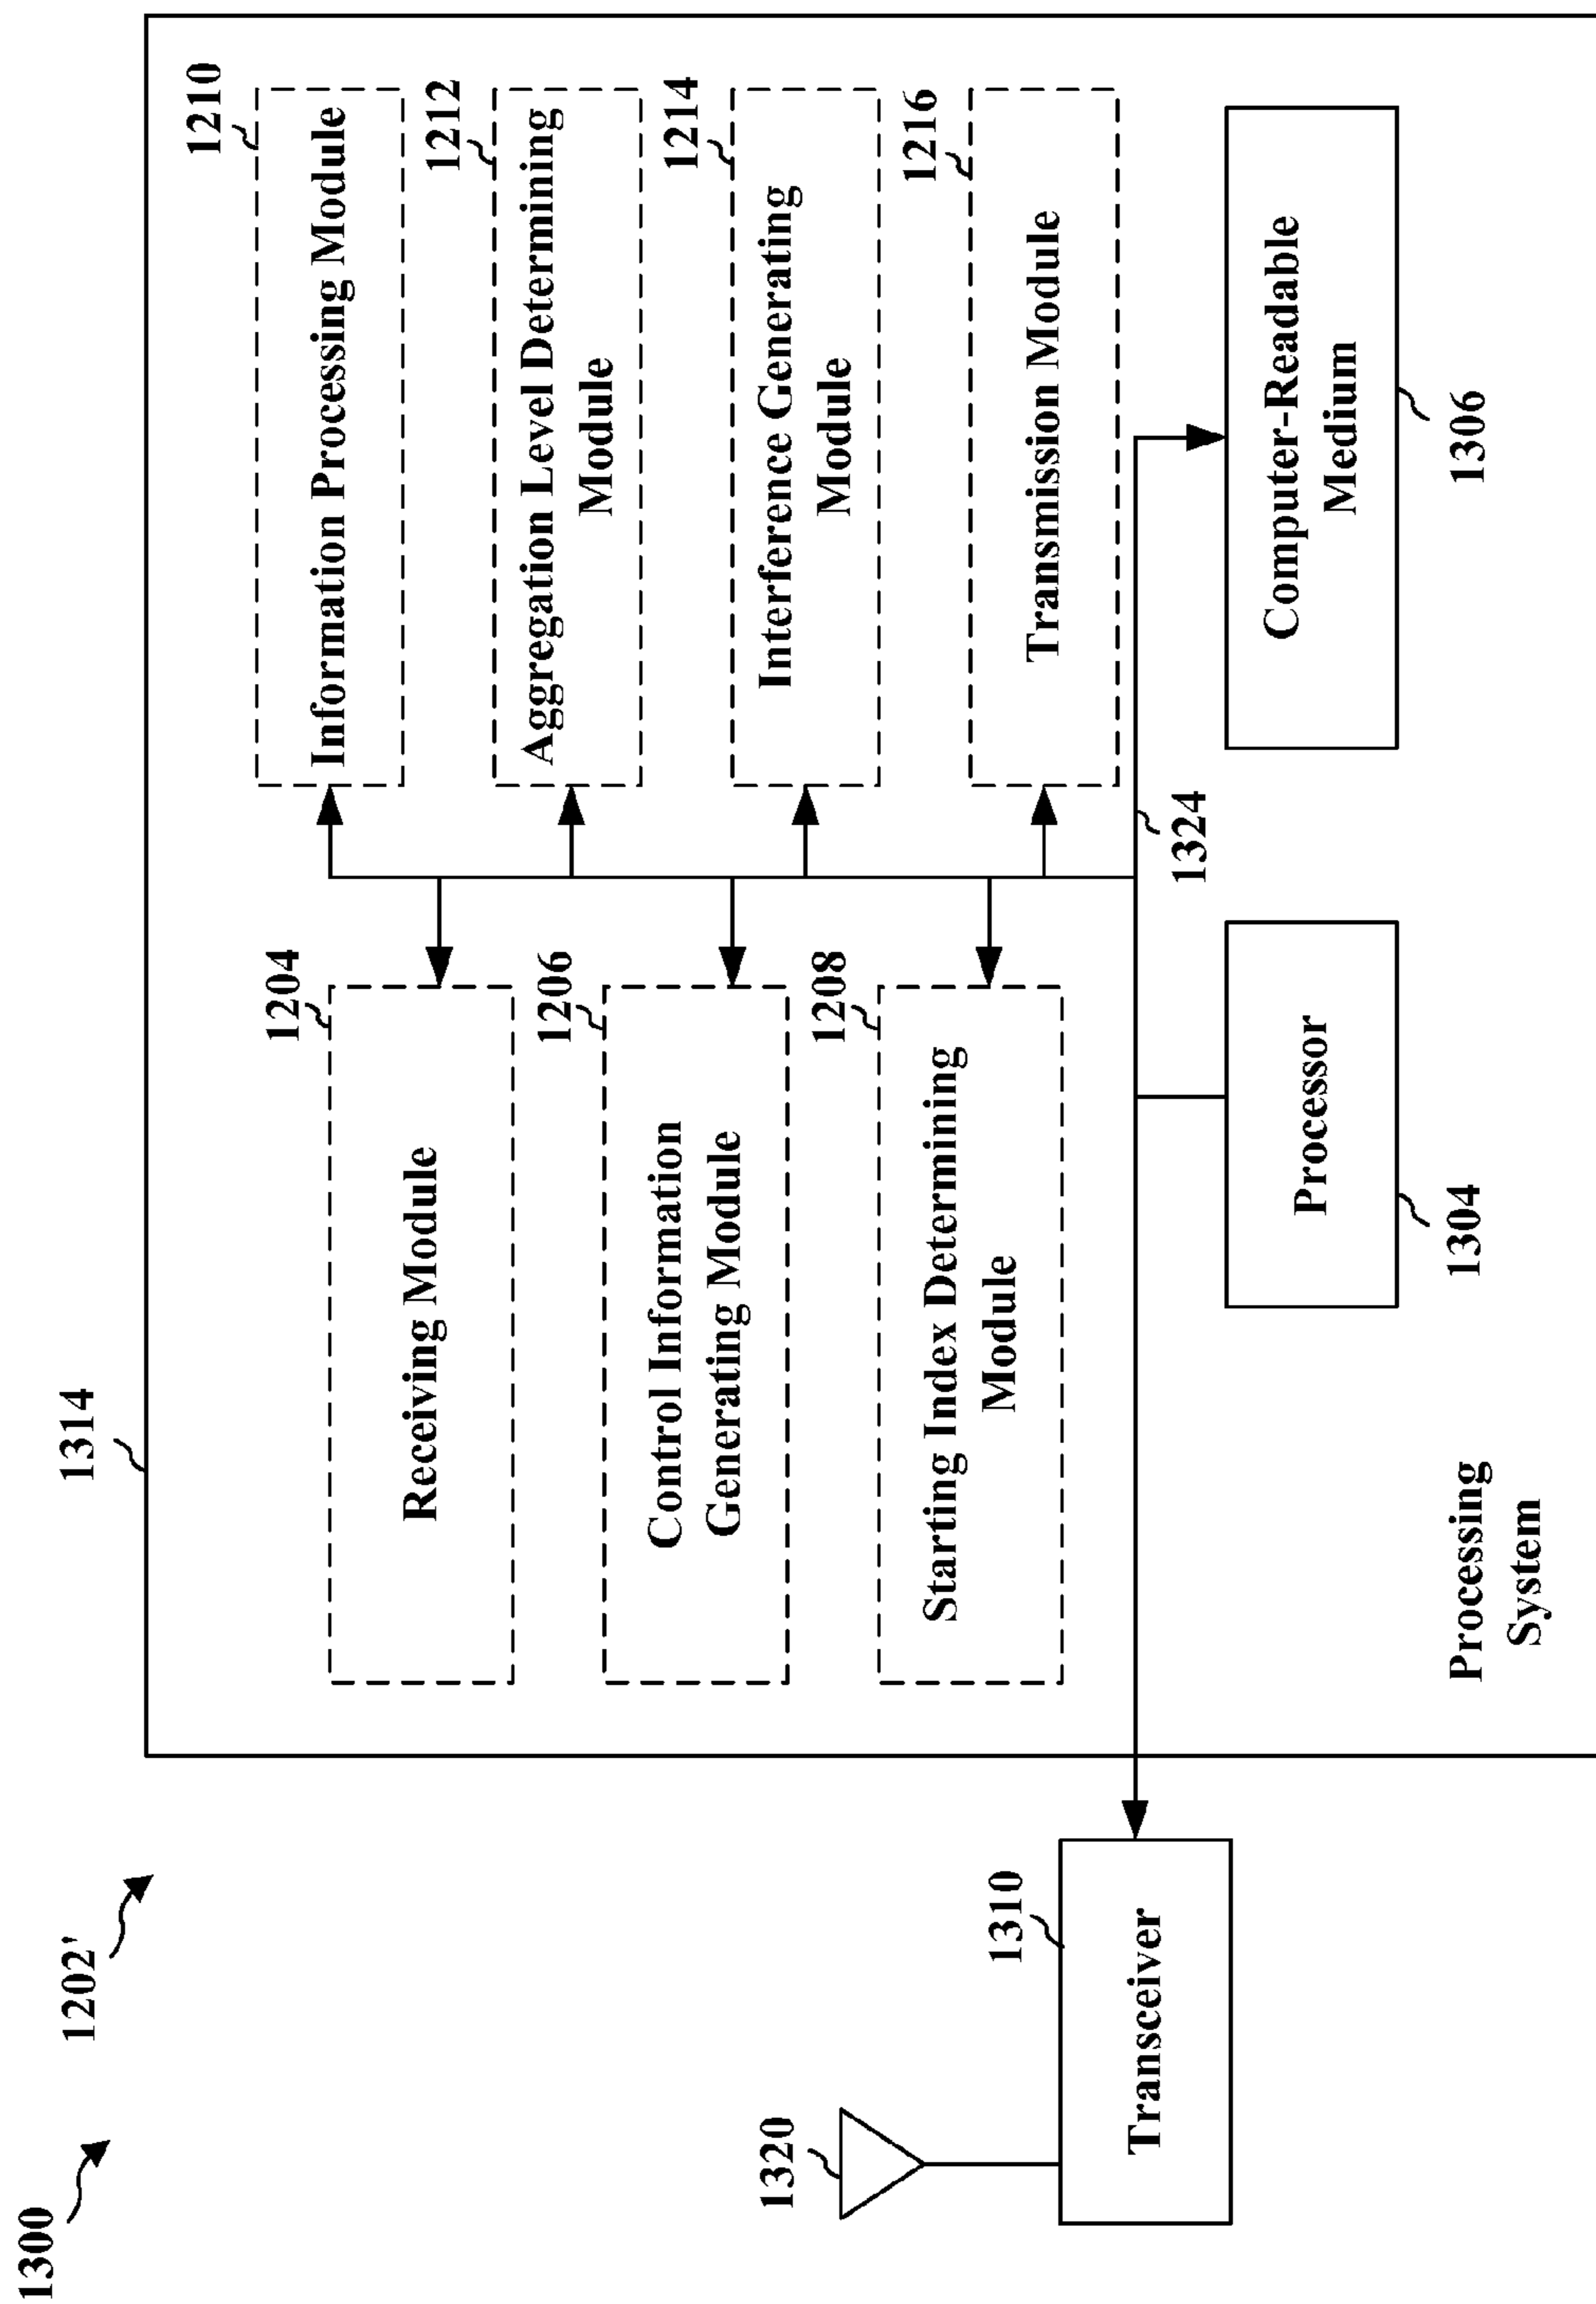 1300
1202'
1314
1204
Receiving Module
1206
Control Information
Generating Module
1208
Starting Index Determining
Module
1210
Information Processing Module
1212
Aggregation Level Determining
Module
1214
Interference Generating
Module
1216
Transmission Module
1320
1310
Transceiver
1324
Processor
1304
Computer-Readable
Medium
1306
Processing
System